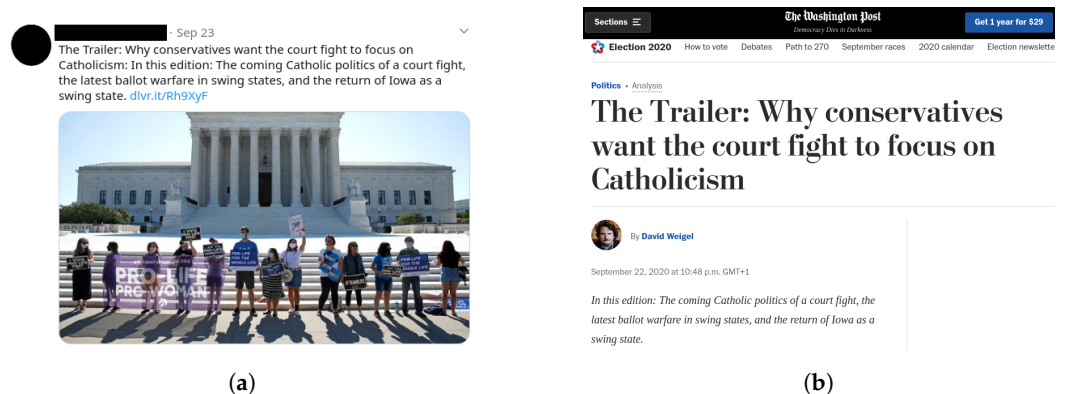 · Sep 23
The Trailer: Why conservatives want the court fight to focus on
Catholicism: In this edition: The coming Catholic politics of a court fight,
the latest ballot warfare in swing states, and the return of Iowa as a
swing state. dlvr.it/Rh9XyF
PRO-LIFE
PRO-WOMAN
(a)
Sections
The Washington Post
Democracy Dies in Darkness
Get 1 year for $29
Election 2020 How to vote Debates Path to 270 September races 2020 calendar Election newslette
Politics • Analysis
The Trailer: Why conservatives
want the court fight to focus on
Catholicism
By David Weigel
September 22, 2020 at 10:48 p.m. GMT+1
In this edition: The coming Catholic politics of a court fight, the
latest ballot warfare in swing states, and the return of Iowa as a
swing state.
(b)